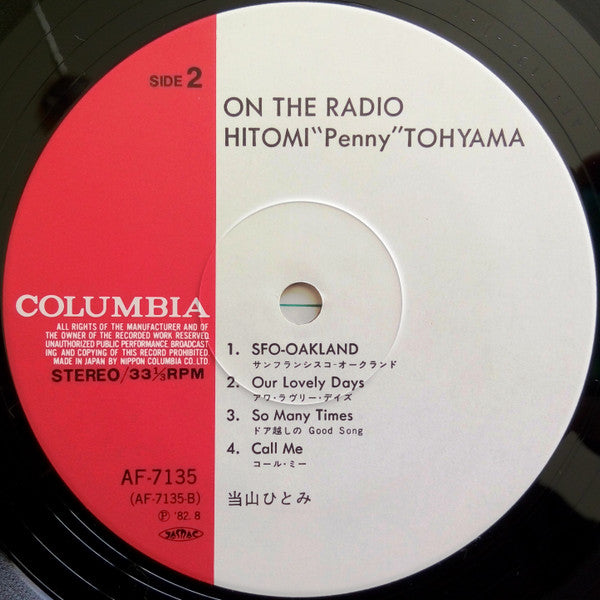 SIDE 2
ON THE RADIO
HITOMI"Penny"TOHYAMA
COLUMBIA
ALL RIGHTS OF THE MANUFACTURER AND OF
THE OWNER OF THE RECORDED WORK RESERVED.
UNAUTHORIZED PUBLIC PERFORMANCE BROADCAST
ING AND COPYING OF THIS RECORD PROHIBITED.
MADE IN JAPAN BY NIPPON COLUMBIA CO. LTD.
STEREO/33⅓RPM
1. SFO-OAKLAND
サンフランシスコ・オークランド
2. Our Lovely Days
アワ・ラヴリー・デイズ
3. So Many Times
ドア越しの Good Song
4. Call Me
コール・ミー
AF-7135
(AF-7135-B)
Ⓟ '82. 8
JASRAC
当山ひとみ